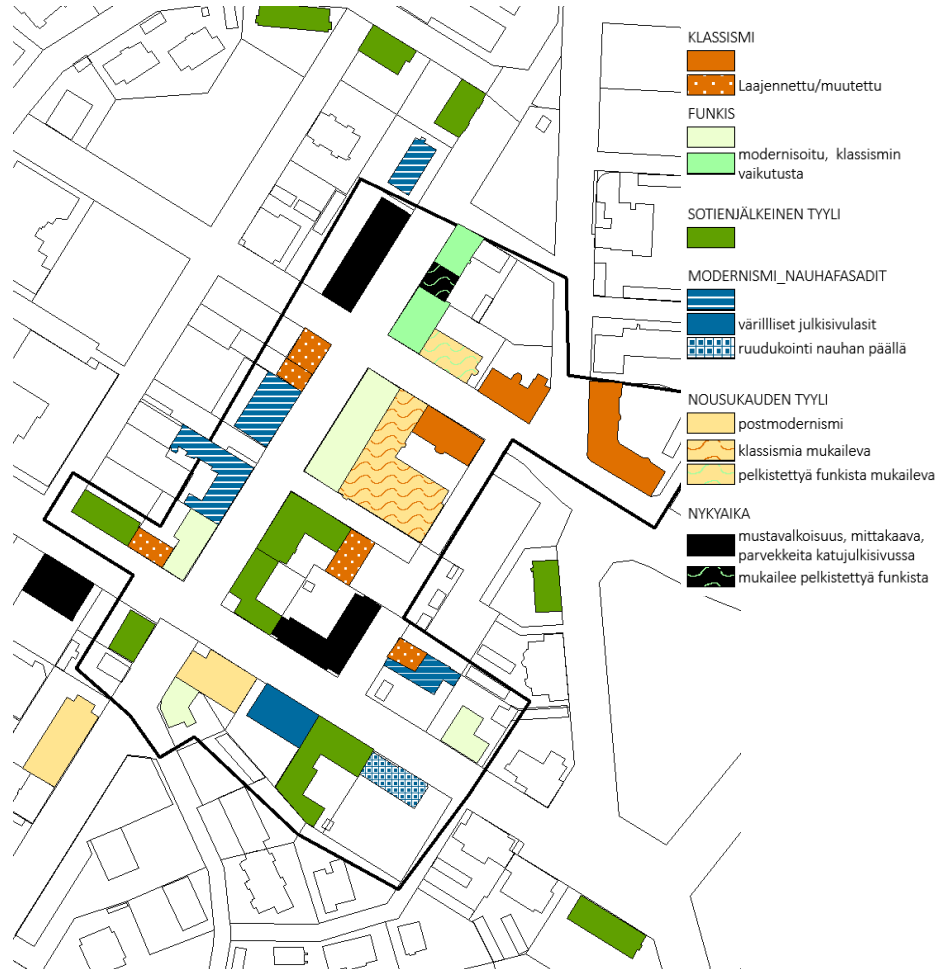 KLASSISMI
Laajennettu/muutettu
FUNKIS
modernisoitu, klassismin
vaikutusta
SOTIENJÄLKEINEN TYYLI
MODERNISMI_NAUHAFASADIT
värillliset julkisivulasit
ruudukointi nauhan päällä
NOUSUKAUDEN TYYLI
postmodernismi
klassismia mukaileva
pelkistettyä funkista mukaileva
NYKYAIKA
mustavalkoisuus, mittakaava,
parvekkeita katujulkisivussa
mukailee pelkistettyä funkista